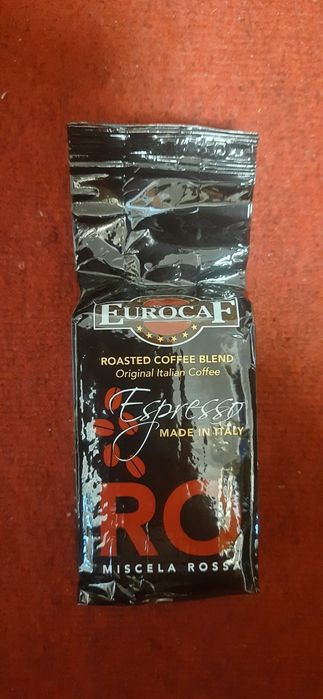 EUROCAF
ROASTED COFFEE BLEND
Original Italian Coffee
Espresso
MADE IN ITALY
RO
MISCELA ROSSA